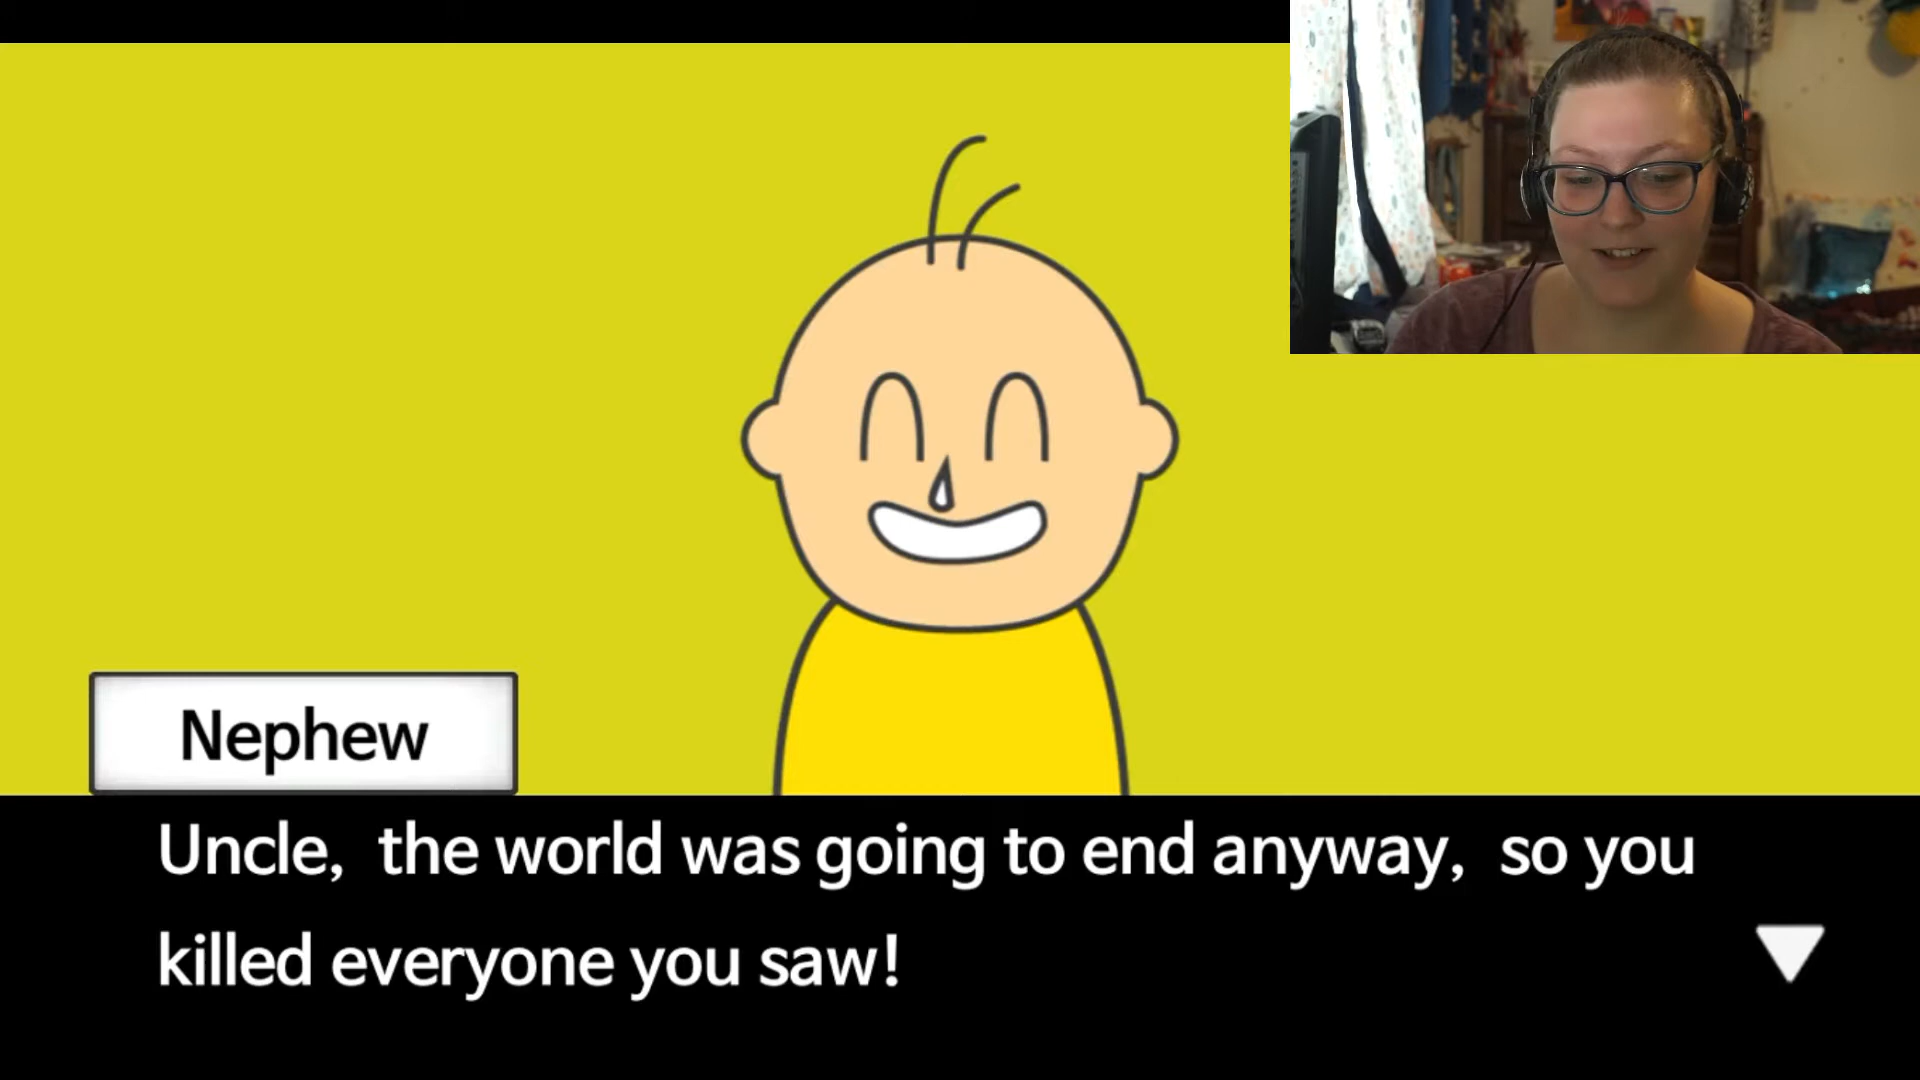 Nephew
Uncle, the world was going to end anyway, so you
killed everyone you saw!